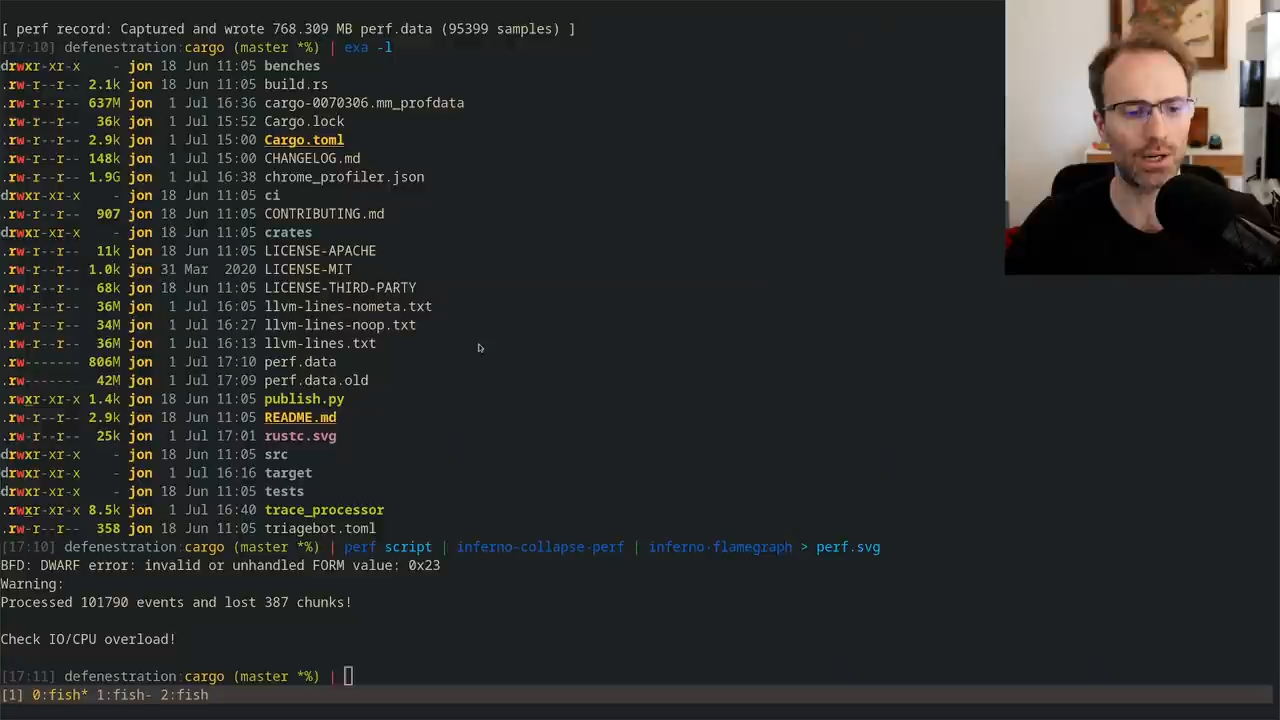 [ perf record: Captured and wrote 768.309 MB perf.data (95399 samples) ]
[17:10] defenestration:cargo (master *%) | exa -l
drwxr-xr-x - jon 18 Jun 11:05 benches
.rw-r--r-- 2.1k jon 18 Jun 11:05 build.rs
.rw-r--r-- 637M jon 1 Jul 16:36 cargo-0070306.mm_profdata
.rw-r--r-- 36k jon 1 Jul 15:52 Cargo.lock
.rw-r--r-- 2.9k jon 1 Jul 15:00 Cargo.toml
.rw-r--r-- 148k jon 1 Jul 15:00 CHANGELOG.md
.rw-r--r-- 1.9G jon 1 Jul 16:38 chrome_profiler.json
drwxr-xr-x - jon 18 Jun 11:05 ci
.rw-r--r-- 907 jon 18 Jun 11:05 CONTRIBUTING.md
drwxr-xr-x - jon 18 Jun 11:05 crates
.rw-r--r-- 11k jon 18 Jun 11:05 LICENSE-APACHE
.rw-r--r-- 1.0k jon 31 Mar 2020 LICENSE-MIT
.rw-r--r-- 68k jon 18 Jun 11:05 LICENSE-THIRD-PARTY
.rw-r--r-- 36M jon 1 Jul 16:05 llvm-lines-nometa.txt
.rw-r--r-- 34M jon 1 Jul 16:27 llvm-lines-noop.txt
.rw-r--r-- 36M jon 1 Jul 16:13 llvm-lines.txt
.rw------- 806M jon 1 Jul 17:10 perf.data
.rw------- 42M jon 1 Jul 17:09 perf.data.old
.rwxr-xr-x 1.4k jon 18 Jun 11:05 publish.py
.rw-r--r-- 2.9k jon 18 Jun 11:05 README.md
.rw-r--r-- 25k jon 1 Jul 17:01 rustc.svg
drwxr-xr-x - jon 18 Jun 11:05 src
drwxr-xr-x - jon 1 Jul 16:16 target
drwxr-xr-x - jon 18 Jun 11:05 tests
.rwxr-xr-x 8.5k jon 1 Jul 16:40 trace_processor
.rw-r--r-- 358 jon 18 Jun 11:05 triagebot.toml
[17:10] defenestration:cargo (master *%) | perf script | inferno-collapse-perf | inferno-flamegraph > perf.svg
BFD: DWARF error: invalid or unhandled FORM value: 0x23
Warning:
Processed 101790 events and lost 387 chunks!
Check IO/CPU overload!
[17:11] defenestration:cargo (master *%) |
[1] 0:fish* 1:fish- 2:fish